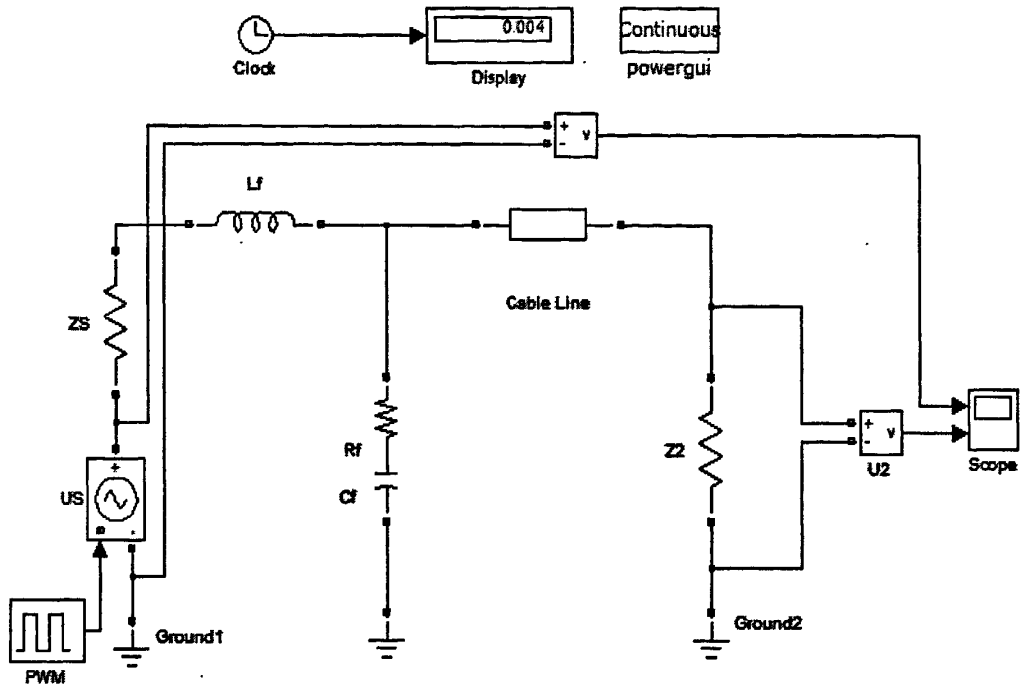 0.004
Continuous
Clock
Display
powergui
+
v
-
Lf
Cable Line
ZS
Rf
Z2
+
v
-
Cf
U2
Scope
+
US
-
Ground1
Ground2
PWM